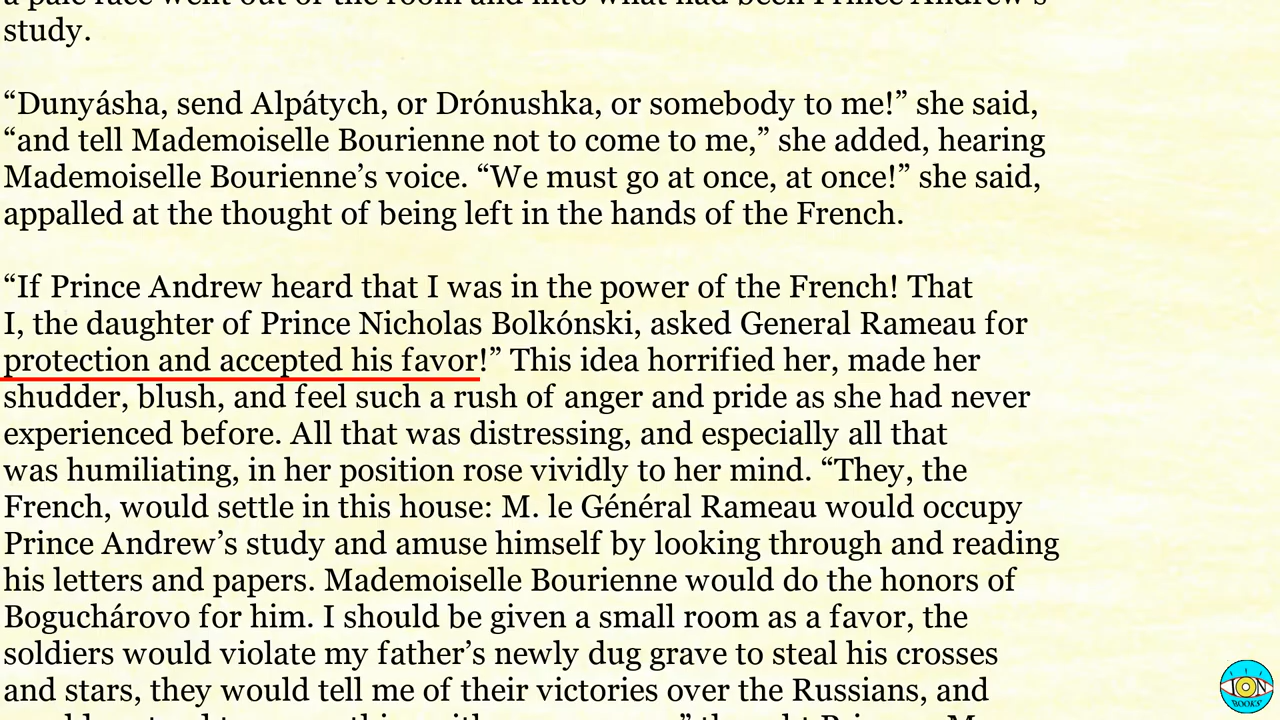 study.
“Dunyásha, send Alpátych, or Drónushka, or somebody to me!” she said,
“and tell Mademoiselle Bourienne not to come to me,” she added, hearing
Mademoiselle Bourienne’s voice. “We must go at once, at once!” she said,
appalled at the thought of being left in the hands of the French.
“If Prince Andrew heard that I was in the power of the French! That
I, the daughter of Prince Nicholas Bolkónski, asked General Rameau for
protection and accepted his favor!” This idea horrified her, made her
shudder, blush, and feel such a rush of anger and pride as she had never
experienced before. All that was distressing, and especially all that
was humiliating, in her position rose vividly to her mind. “They, the
French, would settle in this house: M. le Général Rameau would occupy
Prince Andrew’s study and amuse himself by looking through and reading
his letters and papers. Mademoiselle Bourienne would do the honors of
Boguchárovo for him. I should be given a small room as a favor, the
soldiers would violate my father’s newly dug grave to steal his crosses
and stars, they would tell me of their victories over the Russians, and
I
ION
BOOKS